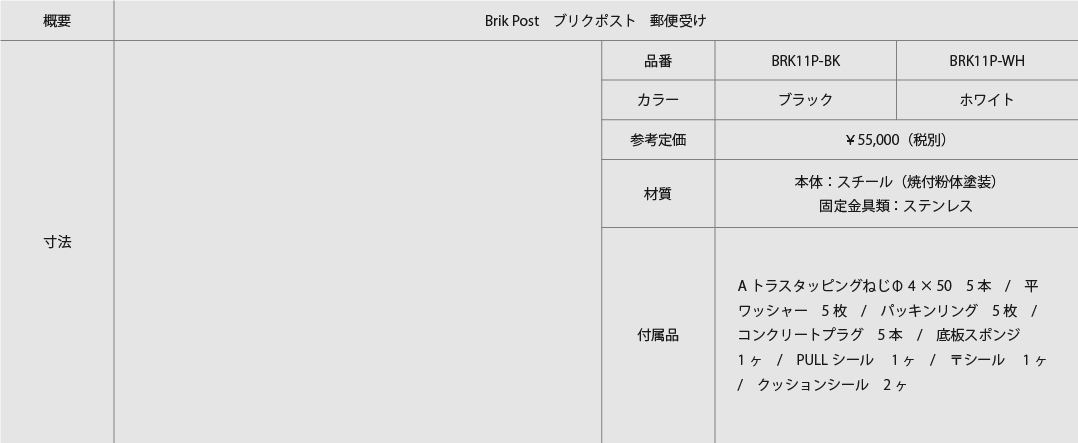 概要
Brik Post　ブリクポスト　郵便受け
寸法
品番
BRK11P-BK
BRK11P-WH
カラー
ブラック
ホワイト
参考定価
￥55,000（税別）
材質
本体：スチール（焼付粉体塗装）
固定金具類：ステンレス
付属品
A トラスタッピングねじΦ 4 × 50　5 本　/　平
ワッシャー　5 枚　/　パッキンリング　5 枚　/
コンクリートプラグ　5 本　/　底板スポンジ
1 ヶ　/　PULL シール　1 ヶ　/　〒シール　1 ヶ
/　クッションシール　2 ヶ